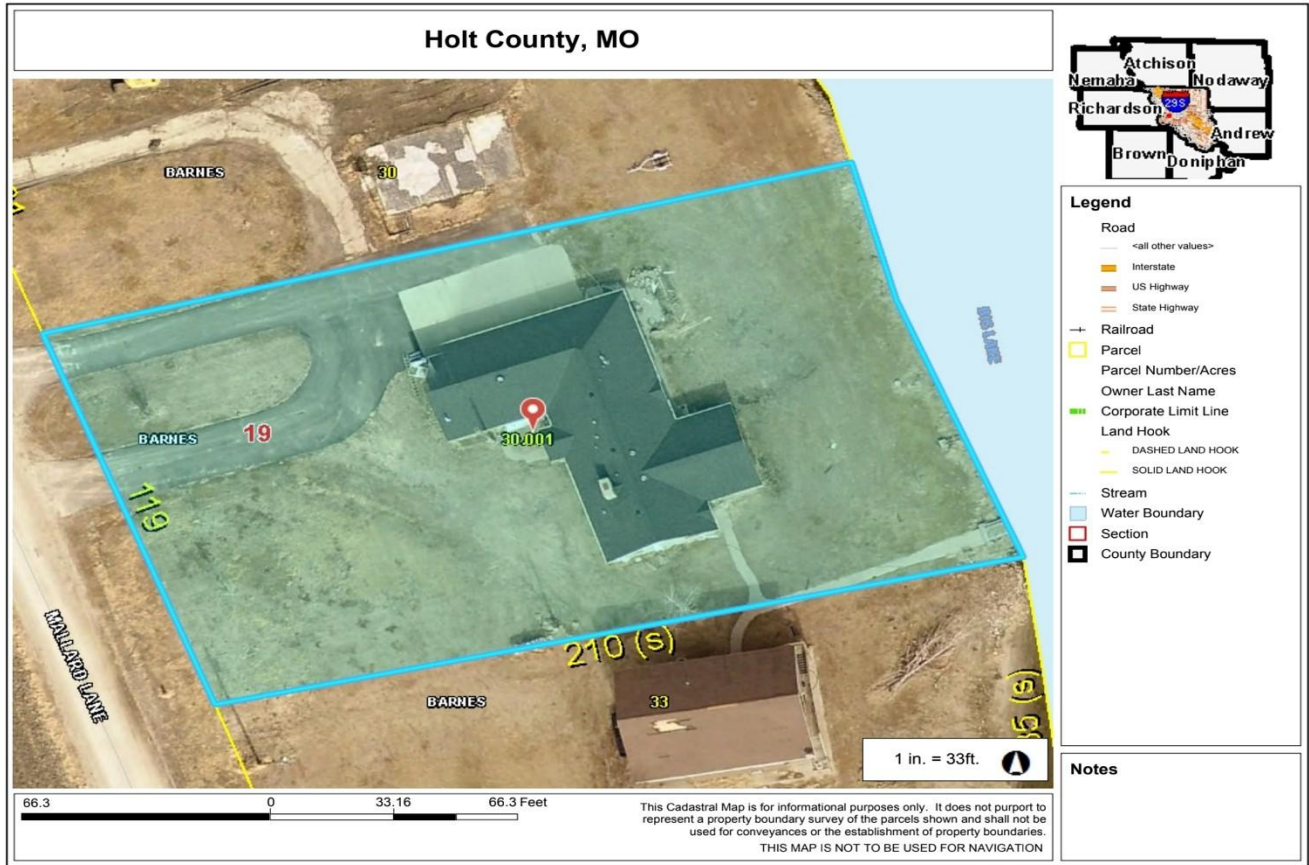 Holt County, MO
BARNES
30
BIG LAKE
BARNES
19
30.001
119
MALLARD LANE
210 (s)
BARNES
33
35 (s)
1 in. = 33ft.
66.3
0
33.16
66.3 Feet
This Cadastral Map is for informational purposes only. It does not purport to
represent a property boundary survey of the parcels shown and shall not be
used for conveyances or the establishment of property boundaries.
THIS MAP IS NOT TO BE USED FOR NAVIGATION
Atchison
Nemaha
Nodaway
Richardson
29S
Andrew
Brown
Doniphan
Legend
Road
<all other values>
Interstate
US Highway
State Highway
Railroad
Parcel
Parcel Number/Acres
Owner Last Name
Corporate Limit Line
Land Hook
DASHED LAND HOOK
SOLID LAND HOOK
Stream
Water Boundary
Section
County Boundary
Notes